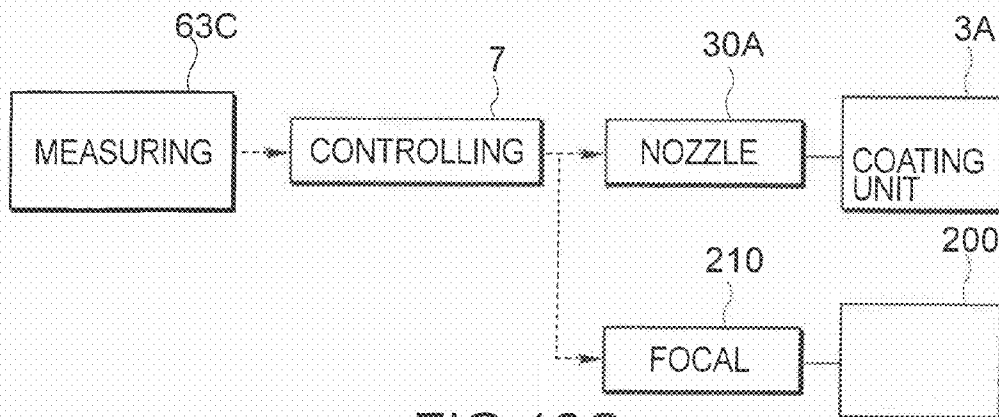 63C
7
30A
3A
MEASURING
CONTROLLING
NOZZLE
COATING
UNIT
210
200
FOCAL